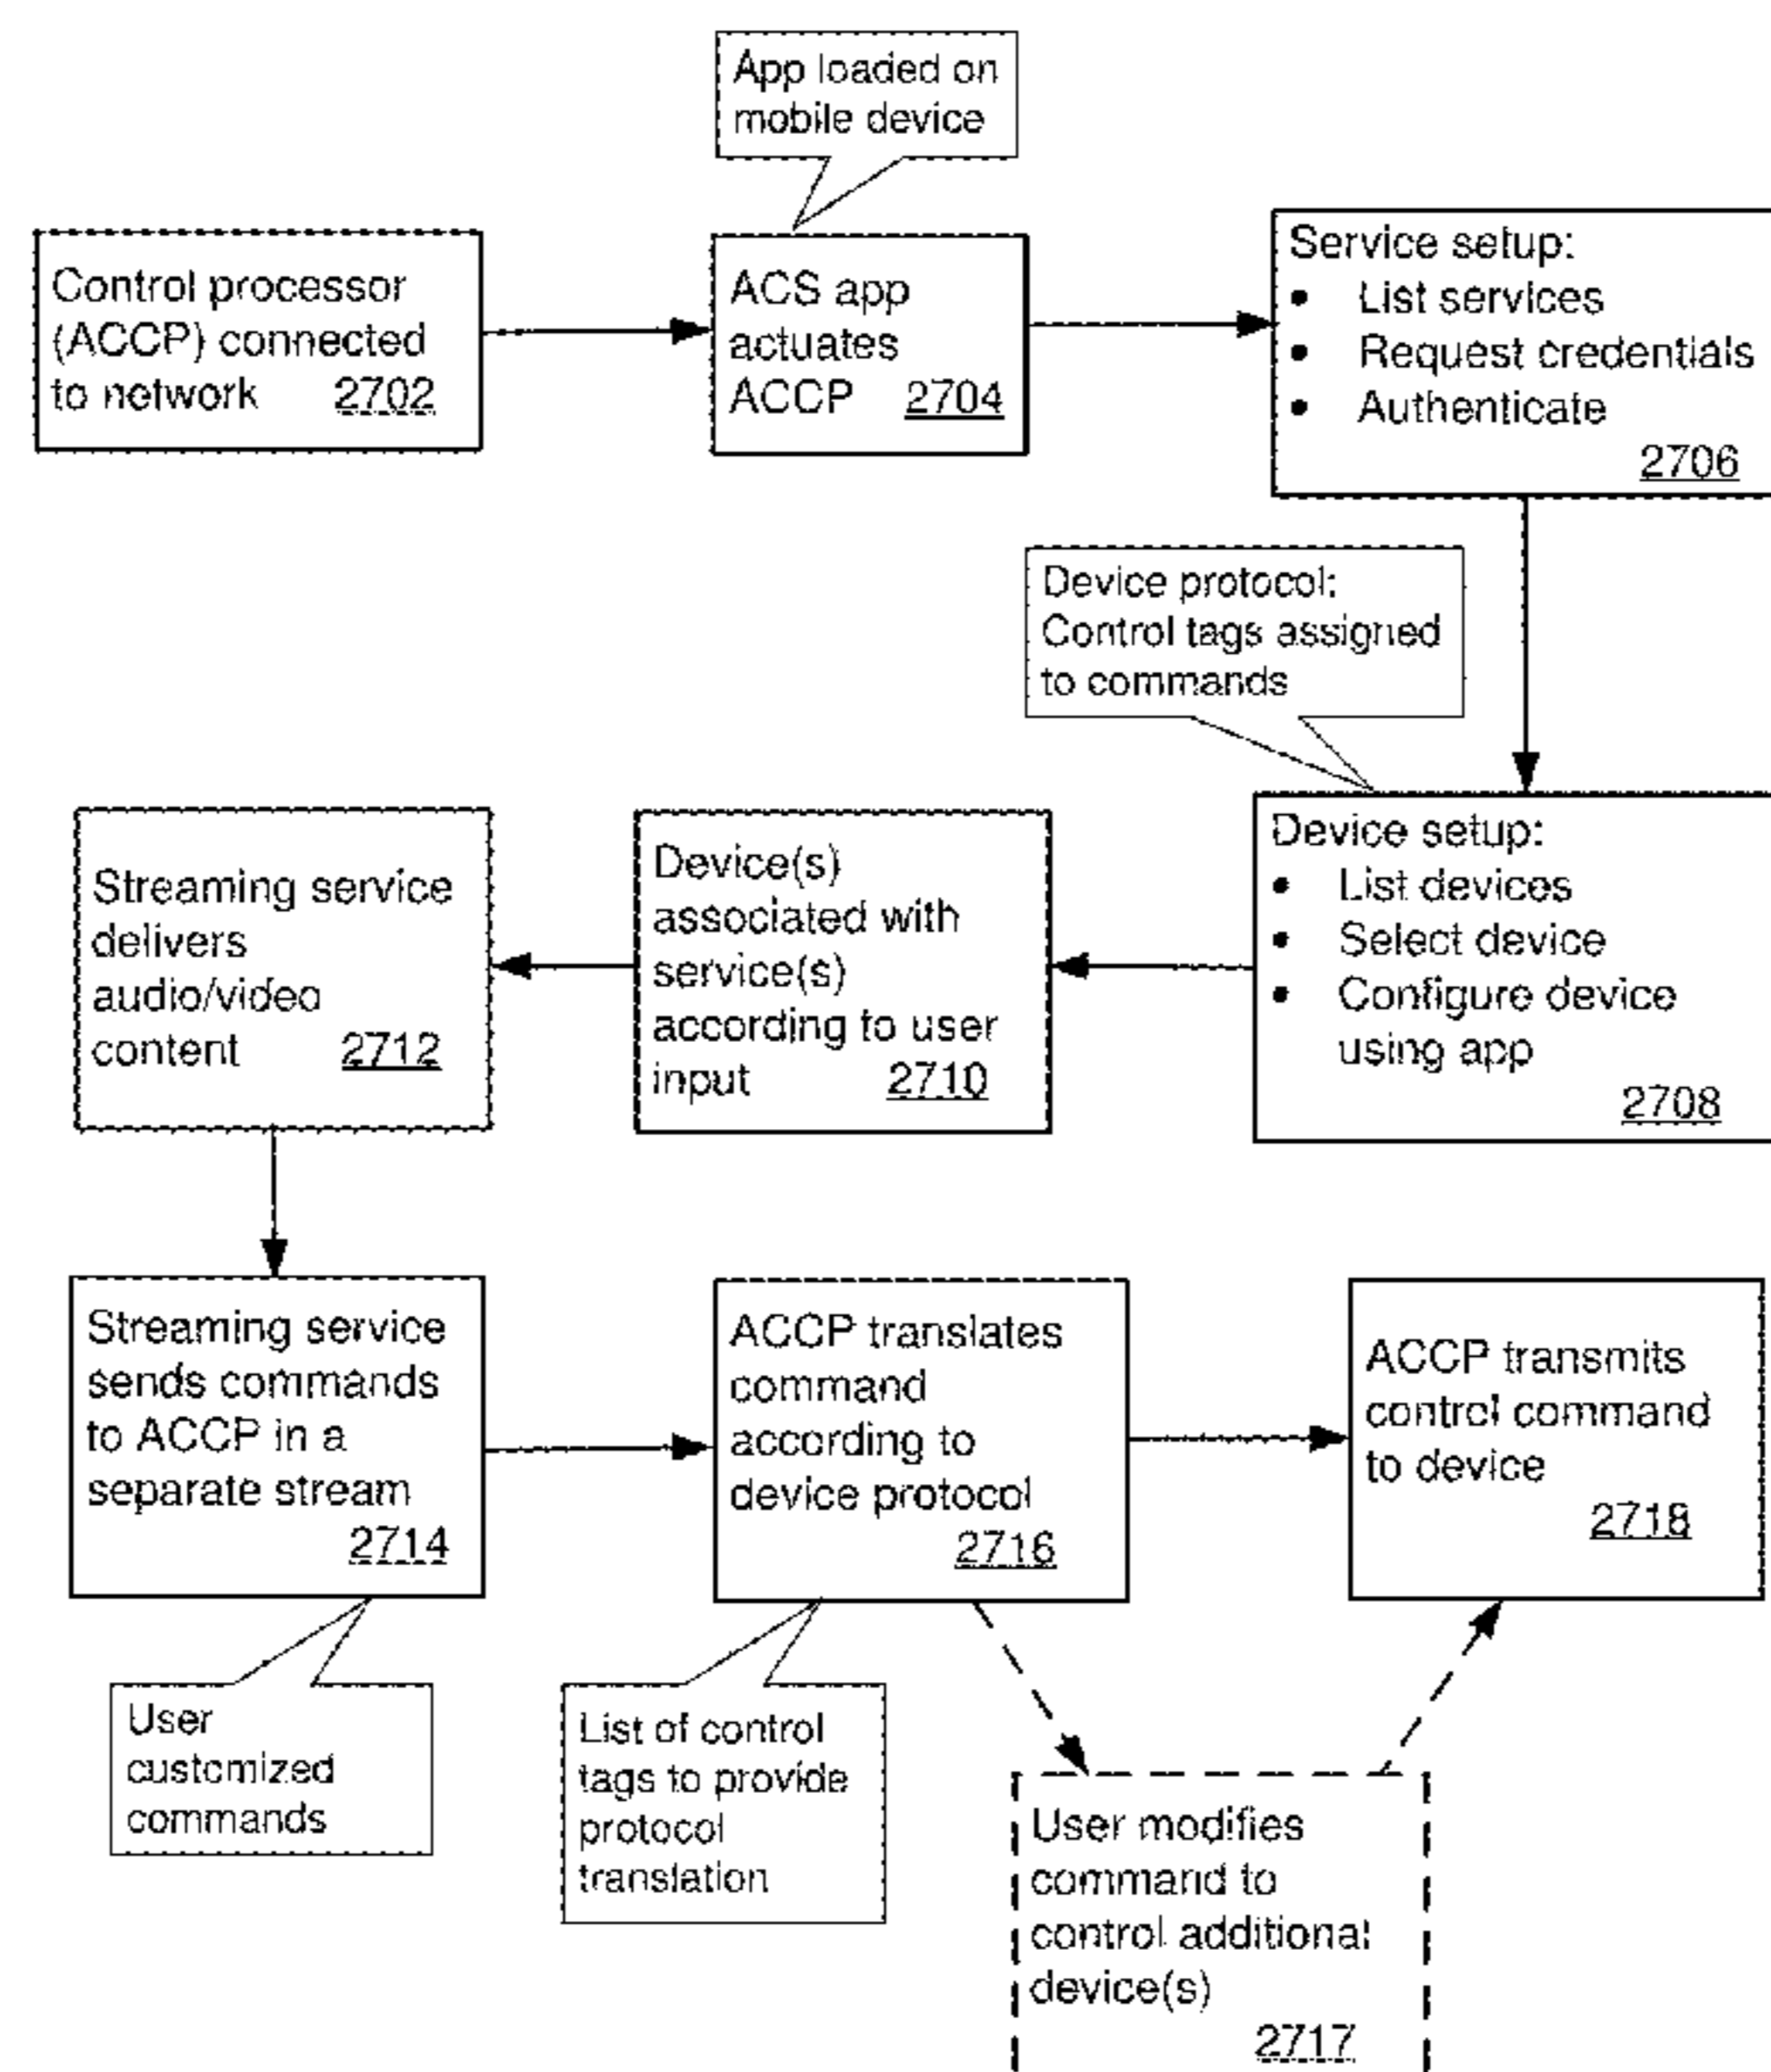 App loaded on
mobile device
Control processor
(ACCP) connected
to network 2702
ACS app
actuates
ACCP 2704
Service setup:
• List services
• Request credentials
• Authenticate
2706
Device protocol:
Control tags assigned
to commands
Device setup:
• List devices
• Select device
• Configure device
using app
2708
Device(s)
associated with
service(s)
according to user
input 2710
Streaming service
delivers
audio/video
content 2712
Streaming service
sends commands
to ACCP in a
separate stream
2714
User
customized
commands
ACCP translates
command
according to
device protocol
2716
List of control
tags to provide
protocol
translation
User modifies
command to
control additional
device(s)
2717
ACCP transmits
control command
to device
2718